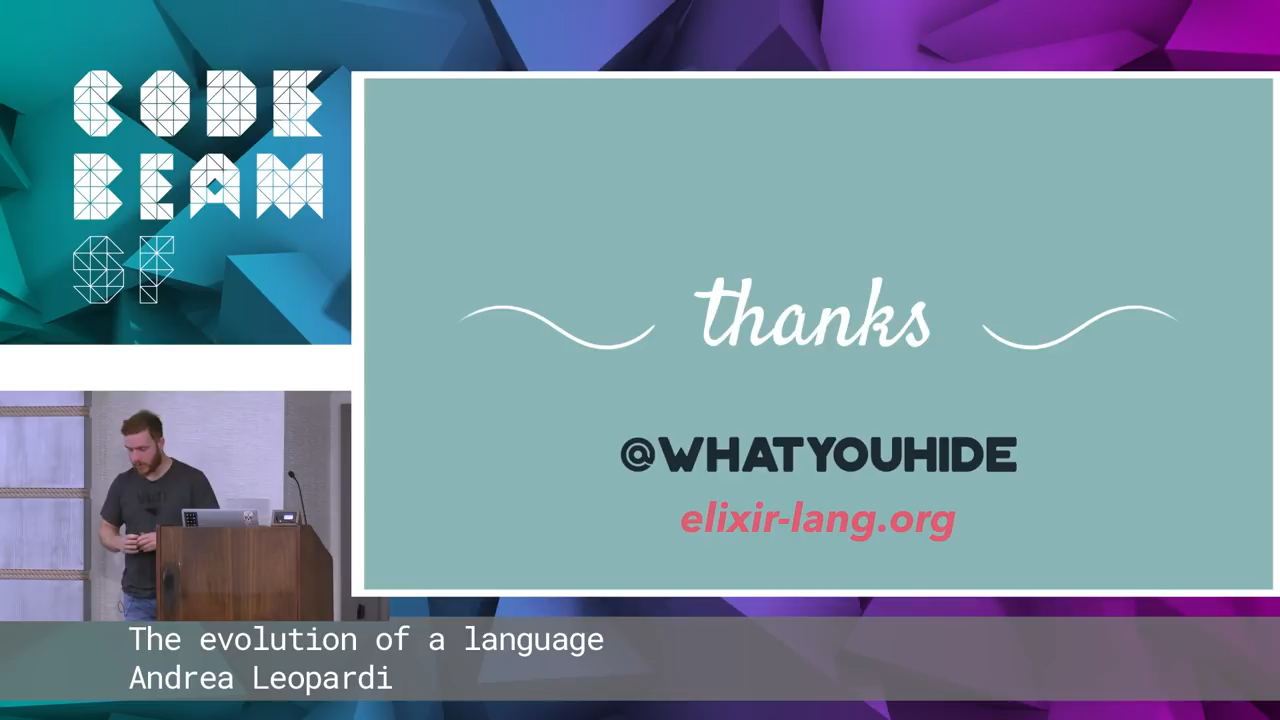 CODE
BEAM
SF
thanks
@WHATYOUHIDE
elixir-lang.org
The evolution of a language
Andrea Leopardi